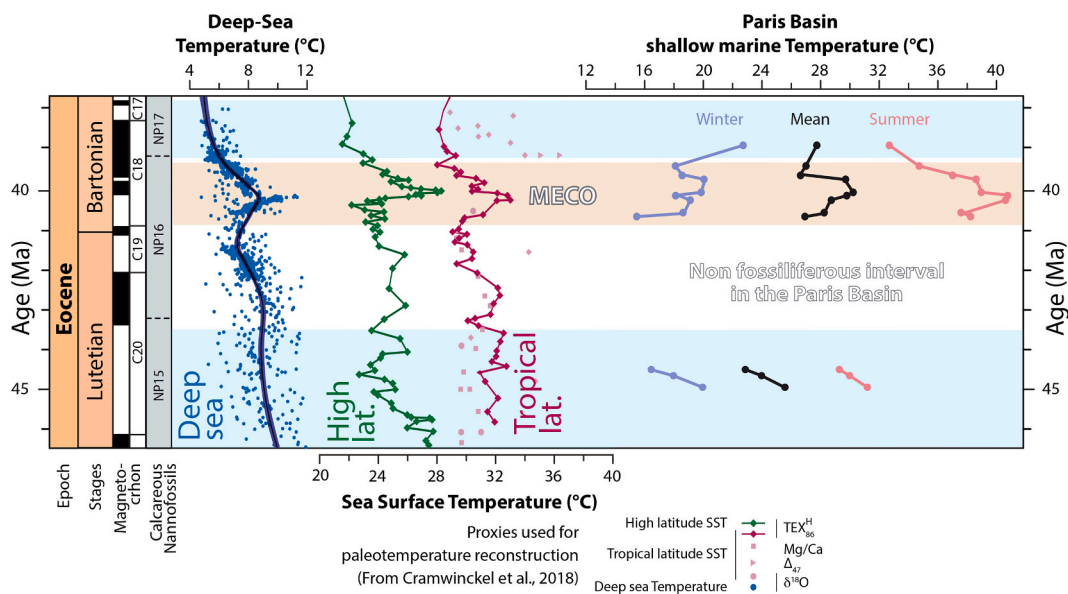 Deep-Sea
Temperature (°C)
4 8 12
Paris Basin
shallow marine Temperature (°C)
12 16 20 24 28 32 36 40
Age (Ma)
40
45
Eocene
Bartonian
Lutetian
C17
C18
C19
C20
NP17
NP16
NP15
Deep
sea
High
lat.
Tropical
lat.
MECO
Winter
Mean
Summer
Non fossiliferous interval
in the Paris Basin
40
45
Age (Ma)
Epoch
Stages
Magneto-
crhon
Calcareous
Nannofossils
20 24 28 32 36 40
Sea Surface Temperature (°C)
Proxies used for
paleotemperature reconstruction
(From Cramwinckel et al., 2018)
High latitude SST
Tropical latitude SST
Deep sea Temperature
TEX₈₆ᴴ
Mg/Ca
Δ₄₇
δ¹⁸O